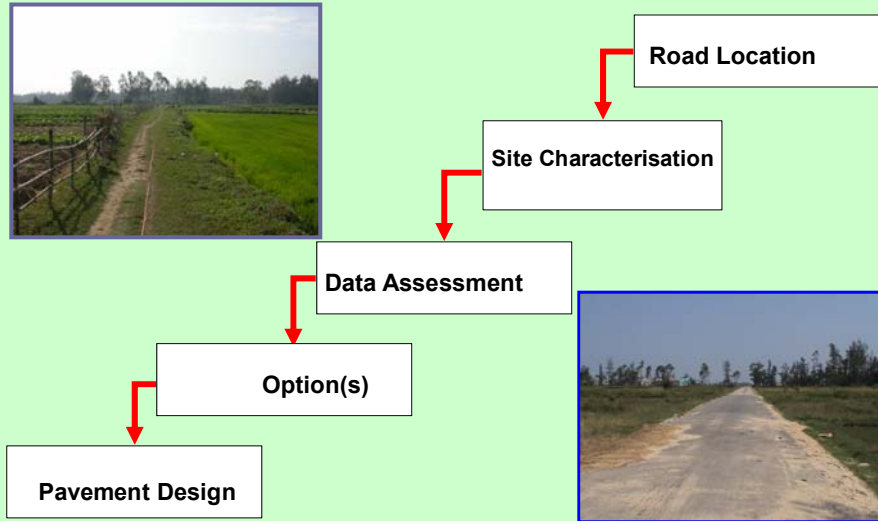 Road Location
Site Characterisation
Data Assessment
Option(s)
Pavement Design